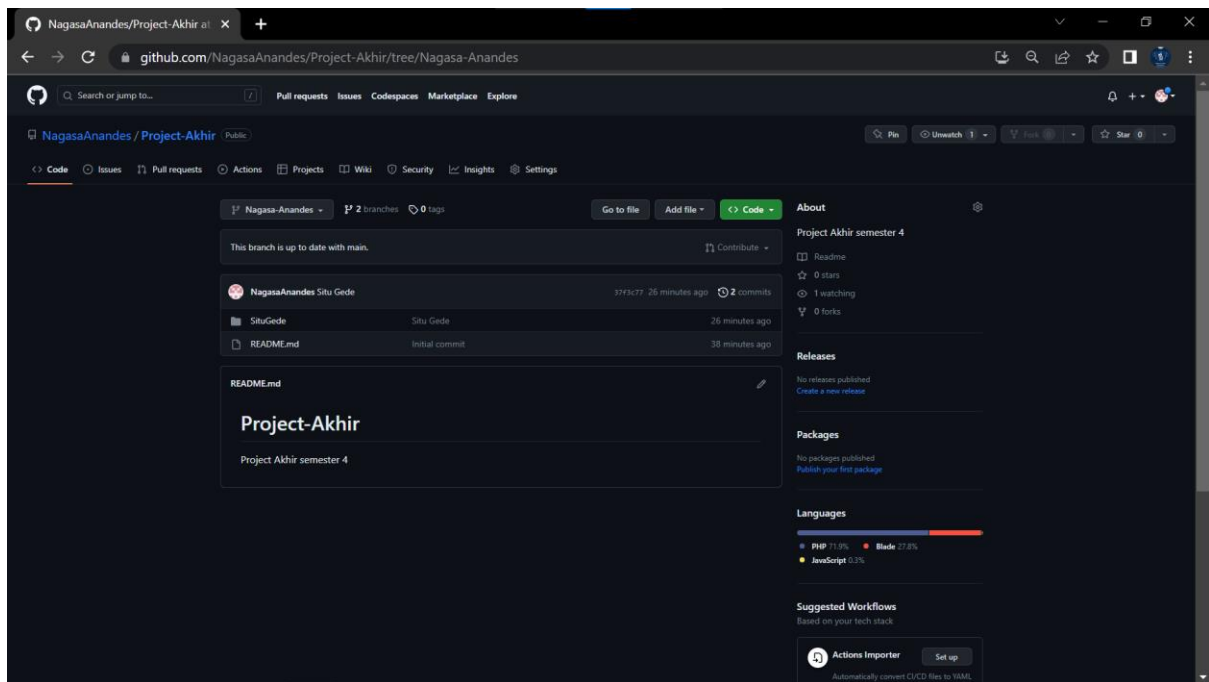 NagasaAnandes/Project-Akhir at
github.com/NagasaAnandes/Project-Akhir/tree/Nagasa-Anandes
Search or jump to... / Pull requests Issues Codespaces Marketplace Explore
NagasaAnandes / Project-Akhir Public Pin Unwatch 1 Fork 0 Star 0
Code Issues Pull requests Actions Projects Wiki Security Insights Settings
Nagasa-Anandes 2 branches 0 tags Go to file Add file Code
This branch is up to date with main. Contribute
NagasaAnandes Situ Gede 37f3c77 26 minutes ago 2 commits
SituGede Situ Gede 26 minutes ago
README.md Initial commit 38 minutes ago
README.md
Project-Akhir
Project Akhir semester 4
About
Project Akhir semester 4
Readme
0 stars
1 watching
0 forks
Releases
No releases published
Create a new release
Packages
No packages published
Publish your first package
Languages
PHP 71.9% Blade 27.8%
JavaScript 0.3%
Suggested Workflows
Based on your tech stack
Actions Importer Set up
Automatically convert CI/CD files to YAML